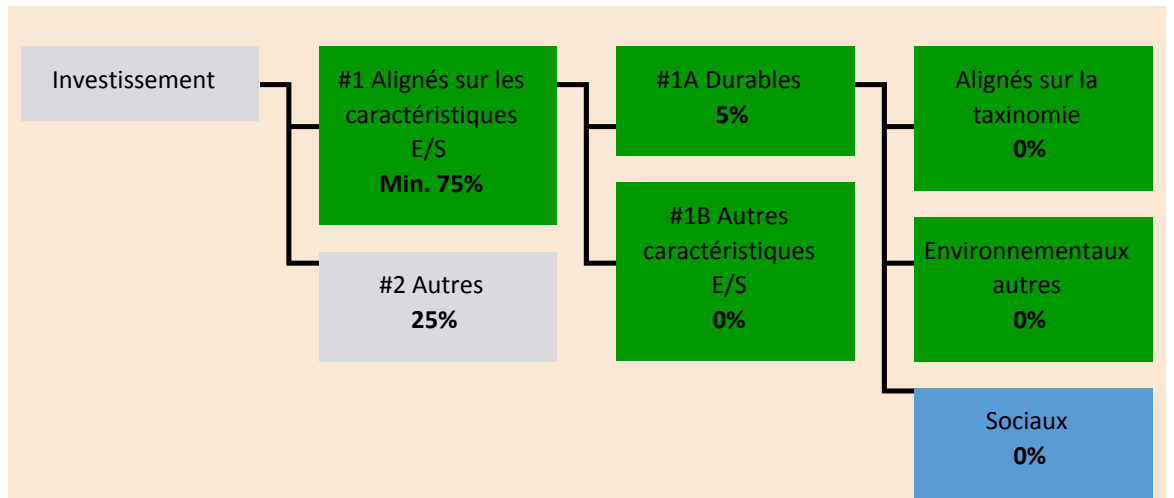 Investissement
#1 Alignés sur les
caractéristiques
E/S
Min. 75%
#2 Autres
25%
#1A Durables
5%
#1B Autres
caractéristiques
E/S
0%
Alignés sur la
taxinomie
0%
Environnementaux
autres
0%
Sociaux
0%